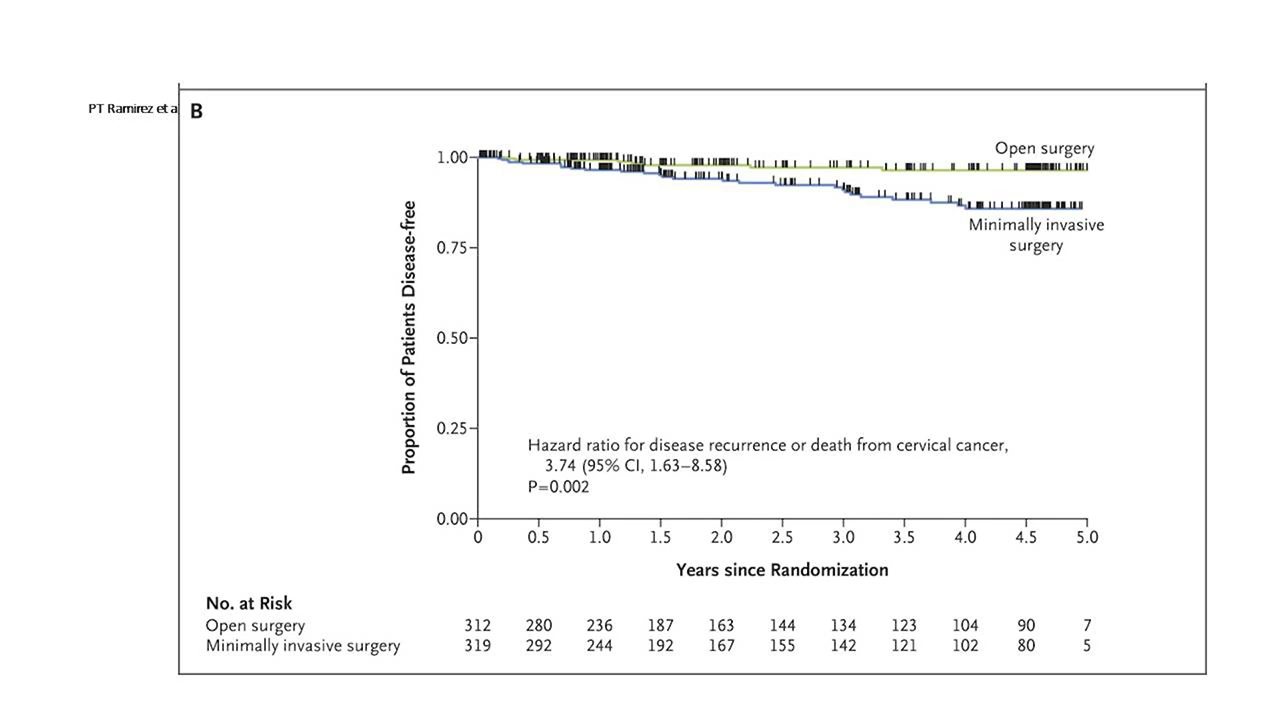 PT Ramirez et a
B
Open surgery
Minimally invasive
surgery
1.00
0.75
0.50
0.25
0.00
Proportion of Patients Disease-free
Hazard ratio for disease recurrence or death from cervical cancer,
3.74 (95% CI, 1.63–8.58)
P=0.002
0 0.5 1.0 1.5 2.0 2.5 3.0 3.5 4.0 4.5 5.0
Years since Randomization
No. at Risk
Open surgery 312 280 236 187 163 144 134 123 104 90 7
Minimally invasive surgery 319 292 244 192 167 155 142 121 102 80 5